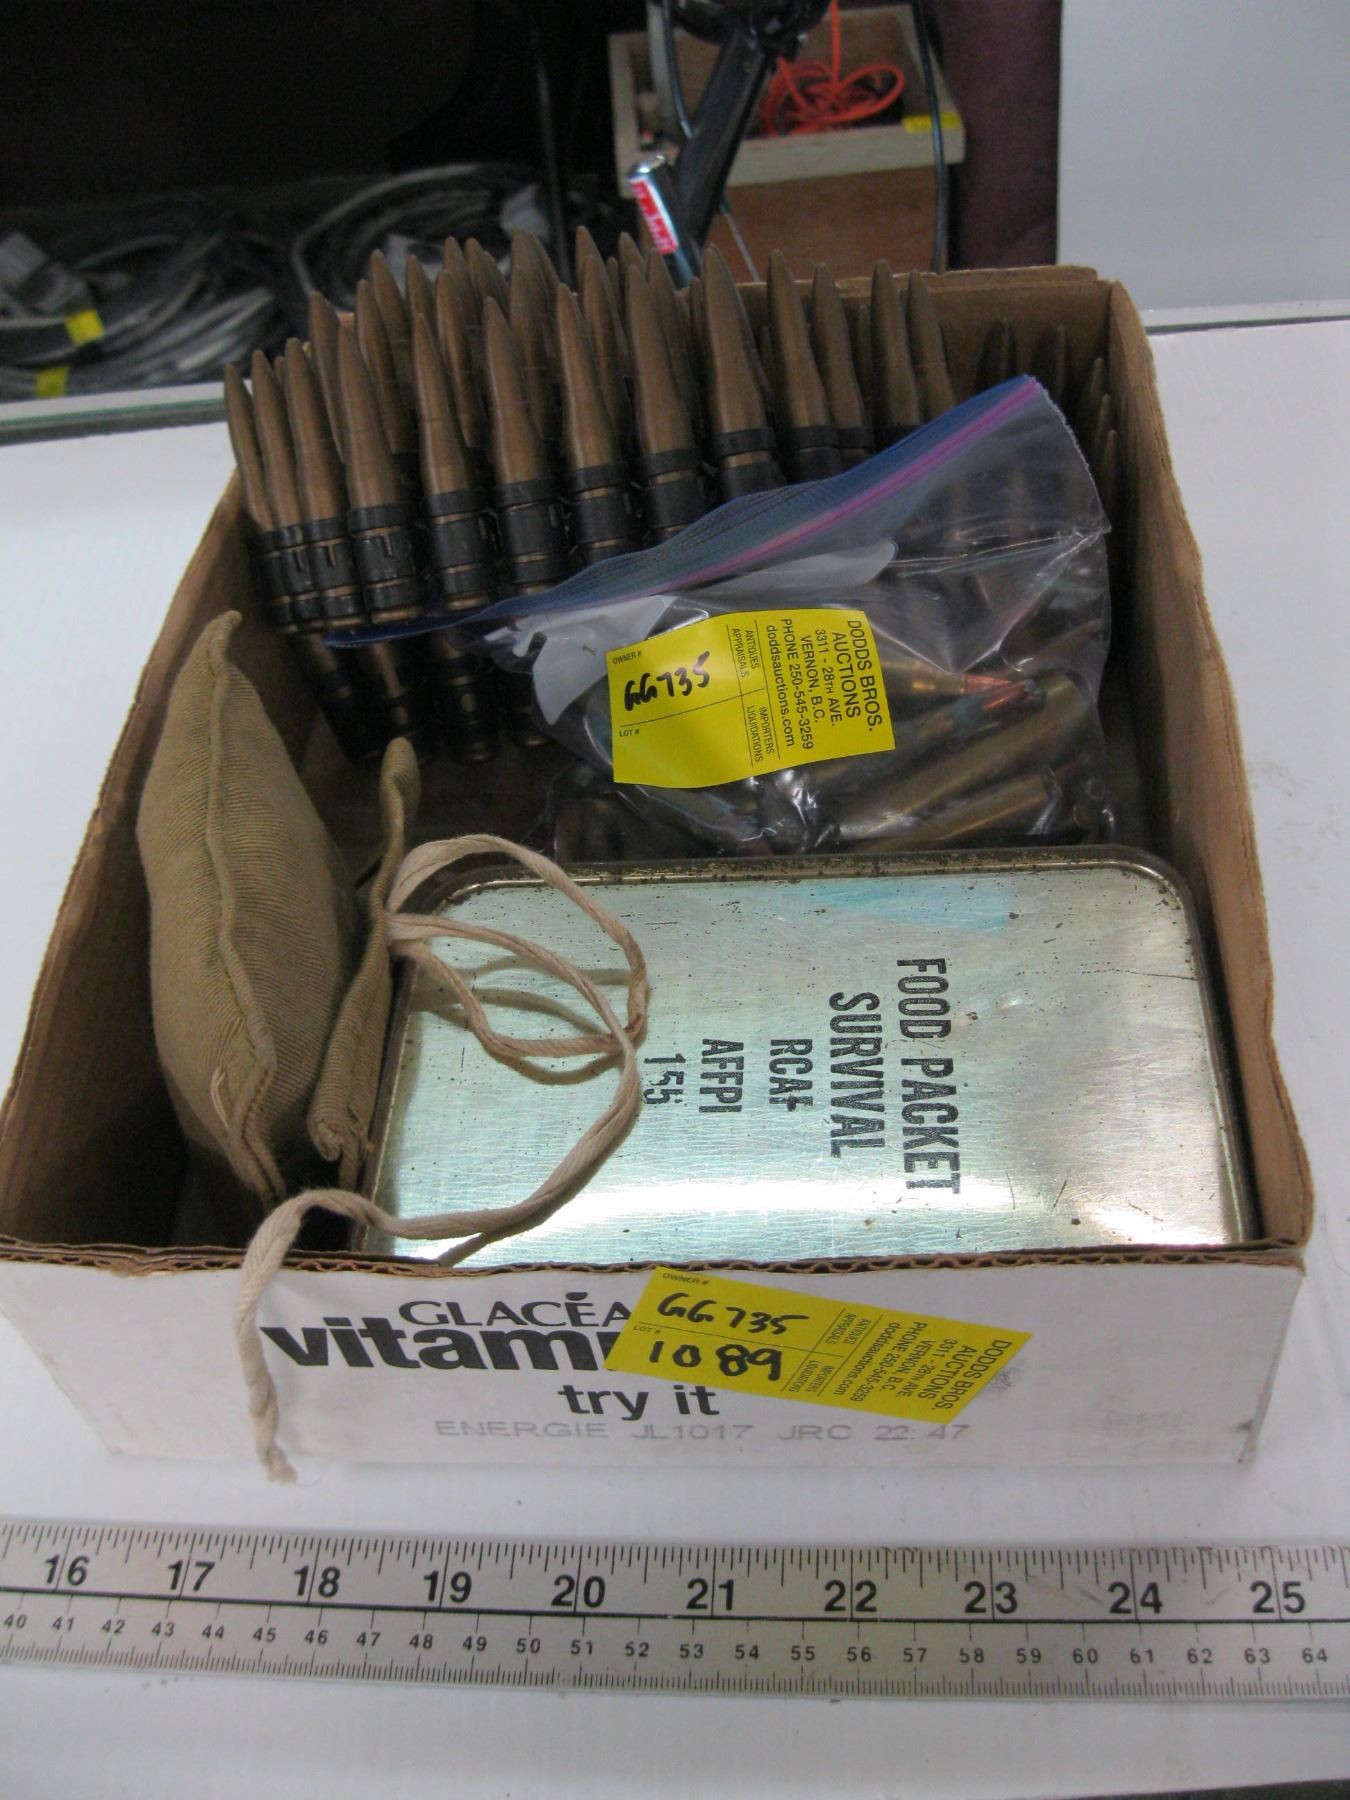 DODDS BROS.
AUCTIONS
3311 - 28TH AVE.
VERNON, B.C.
PHONE 250-545-3259
doddsauctions.com
ANTIQUES
APPRAISALS
IMPORTERS
LIQUIDATIONS
OWNER #
GG735
LOT #
FOOD PACKET
SURVIVAL
RCAF
AFFPI
155
GLACÉA
vitam
try it
ENERGIE JL1017 JRC 22:47
OWNER #
GG735
LOT #
1089
ANTIQUES
APPRAISALS
IMPORTERS
LIQUIDATIONS
DODDS BROS.
AUCTIONS
3311 - 28TH AVE.
VERNON, B.C.
PHONE 250-545-3259
doddsauctions.com
16 17 18 19 20 21 22 23 24 25
40 41 42 43 44 45 46 47 48 49 50 51 52 53 54 55 56 57 58 59 60 61 62 63 64